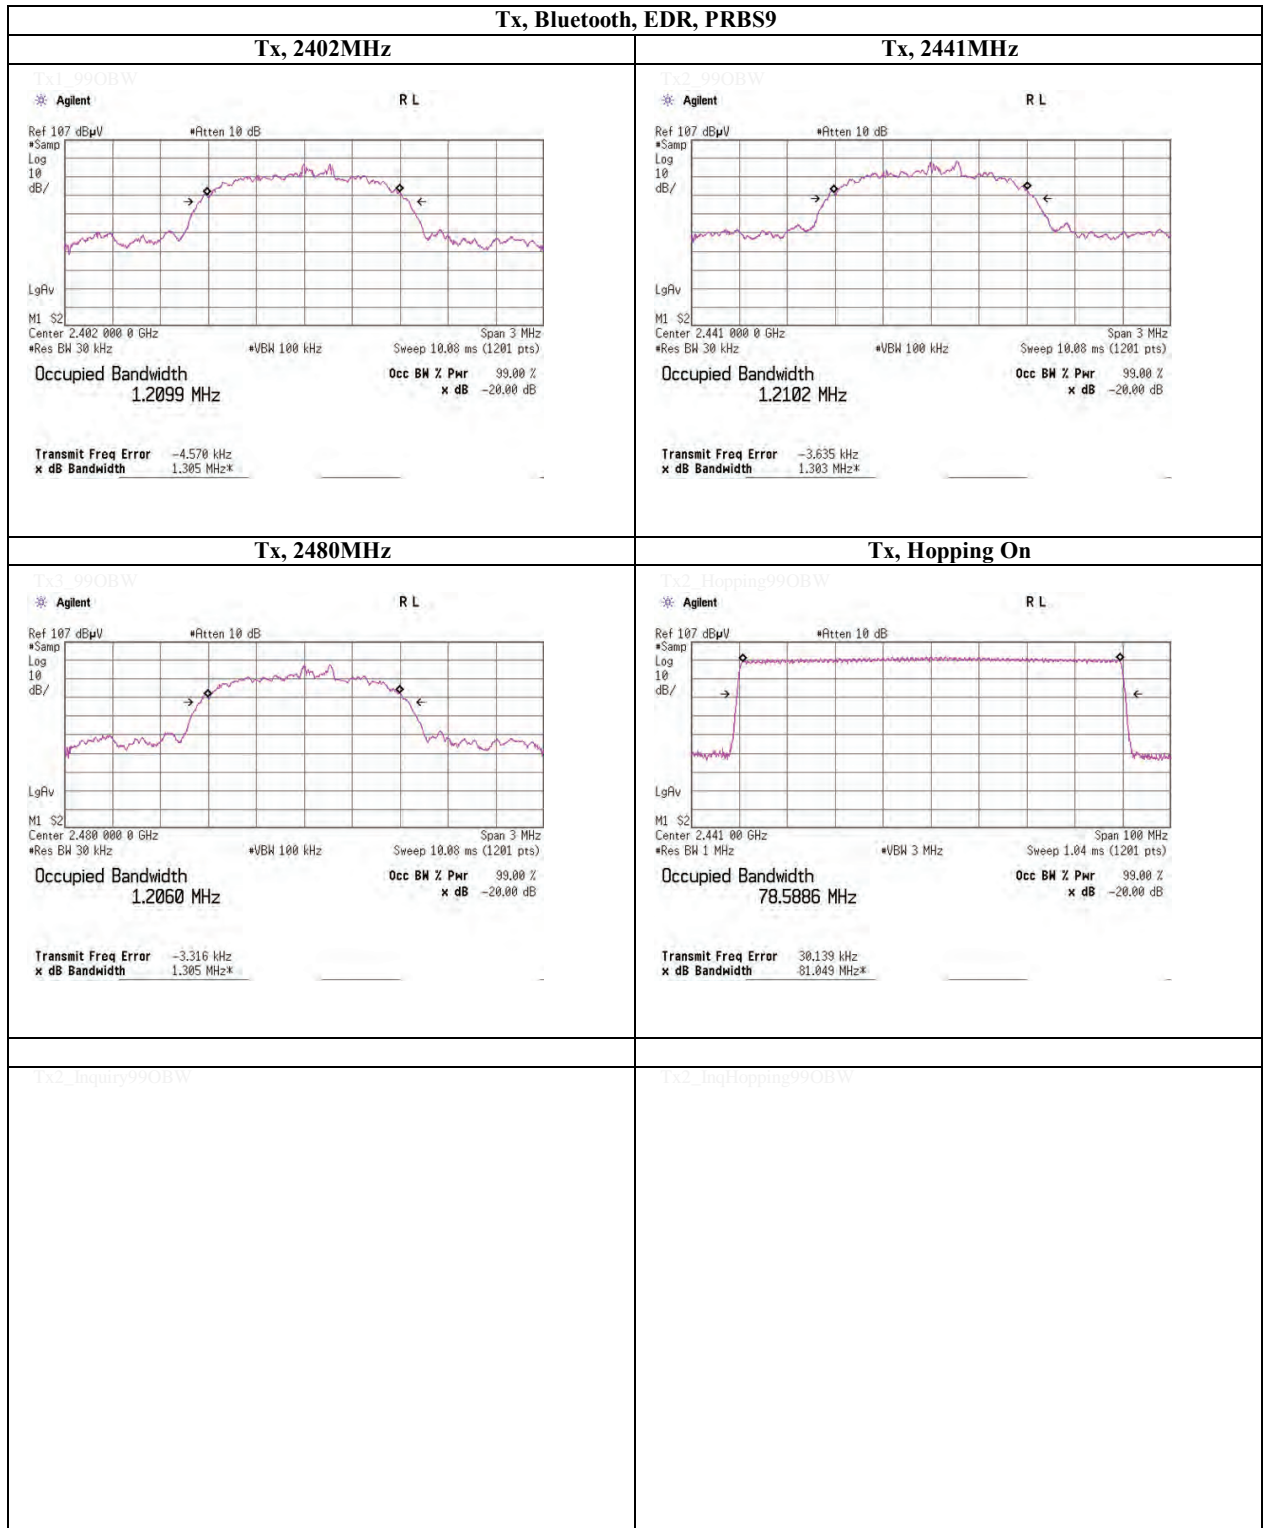 Tx, Bluetooth, EDR, PRBS9
Tx, 2402MHz
Tx1_99OBW
Agilent R L
Ref 107 dBµV #Atten 10 dB
#Samp
Log
10
dB/
LgAv
M1 S2
Center 2.402 000 0 GHz Span 3 MHz
#Res BW 30 kHz #VBW 100 kHz Sweep 10.08 ms (1201 pts)
Occupied Bandwidth Occ BW % Pwr 99.00 %
1.2099 MHz x dB -20.00 dB
Transmit Freq Error -4.570 kHz
x dB Bandwidth 1.305 MHz*
Tx, 2441MHz
Tx2_99OBW
Agilent R L
Ref 107 dBµV #Atten 10 dB
#Samp
Log
10
dB/
LgAv
M1 S2
Center 2.441 000 0 GHz Span 3 MHz
#Res BW 30 kHz #VBW 100 kHz Sweep 10.08 ms (1201 pts)
Occupied Bandwidth Occ BW % Pwr 99.00 %
1.2102 MHz x dB -20.00 dB
Transmit Freq Error -3.635 kHz
x dB Bandwidth 1.303 MHz*
Tx, 2480MHz
Tx3_99OBW
Agilent R L
Ref 107 dBµV #Atten 10 dB
#Samp
Log
10
dB/
LgAv
M1 S2
Center 2.480 000 0 GHz Span 3 MHz
#Res BW 30 kHz #VBW 100 kHz Sweep 10.08 ms (1201 pts)
Occupied Bandwidth Occ BW % Pwr 99.00 %
1.2060 MHz x dB -20.00 dB
Transmit Freq Error -3.316 kHz
x dB Bandwidth 1.305 MHz*
Tx, Hopping On
Tx2_Hopping99OBW
Agilent R L
Ref 107 dBµV #Atten 10 dB
#Samp
Log
10
dB/
LgAv
M1 S2
Center 2.441 00 GHz Span 100 MHz
#Res BW 1 MHz #VBW 3 MHz Sweep 1.04 ms (1201 pts)
Occupied Bandwidth Occ BW % Pwr 99.00 %
78.5886 MHz x dB -20.00 dB
Transmit Freq Error 30.139 kHz
x dB Bandwidth 81.049 MHz*
Tx2_Inquiry99OBW
Tx2_InqHopping99OBW